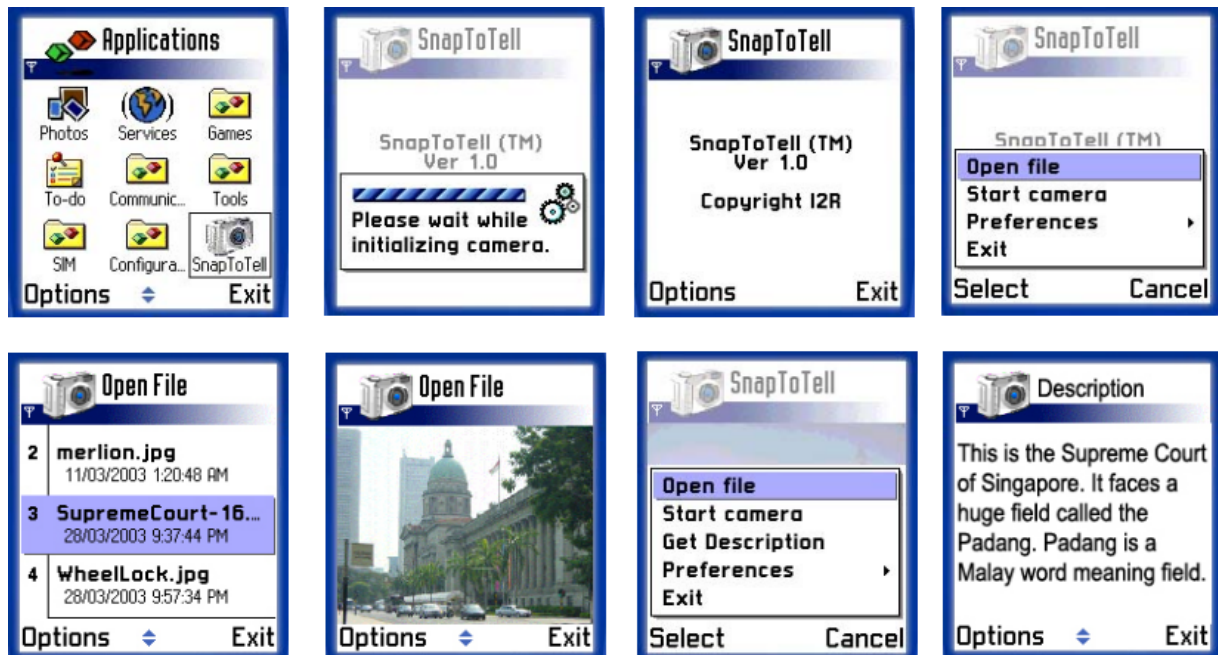 Applications
Photos
Services
Games
To-do
Communic...
Tools
SIM
Configura...
SnapToTell
Options
Exit
SnapToTell
SnapToTell (TM)
Ver 1.0
Please wait while
initializing camera.
SnapToTell
SnapToTell (TM)
Ver 1.0
Copyright I2R
Options
Exit
SnapToTell
SnapToTell (TM)
Open file
Start camera
Preferences
Exit
Select
Cancel
Open File
2 merlion.jpg
11/03/2003 1:20:48 AM
3 SupremeCourt-16...
28/03/2003 9:37:44 PM
4 WheelLock.jpg
28/03/2003 9:57:34 PM
Options
Exit
Open File
Options
Exit
SnapToTell
Open file
Start camera
Get Description
Preferences
Exit
Select
Cancel
Description
This is the Supreme Court
of Singapore. It faces a
huge field called the
Padang. Padang is a
Malay word meaning field.
Options
Exit